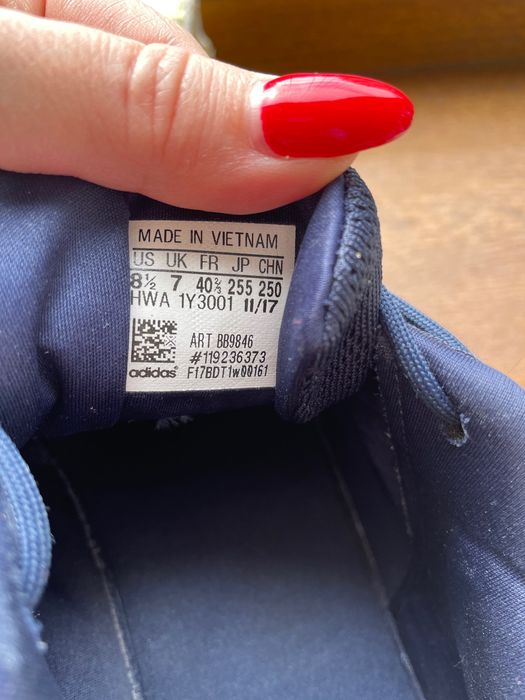 MADE IN VIETNAM
US UK FR JP CHN
8½ 7 40⅔ 255 250
HWA 1Y3001 11/17
ART BB9846
#119236373
adidas F17BDT1w00161